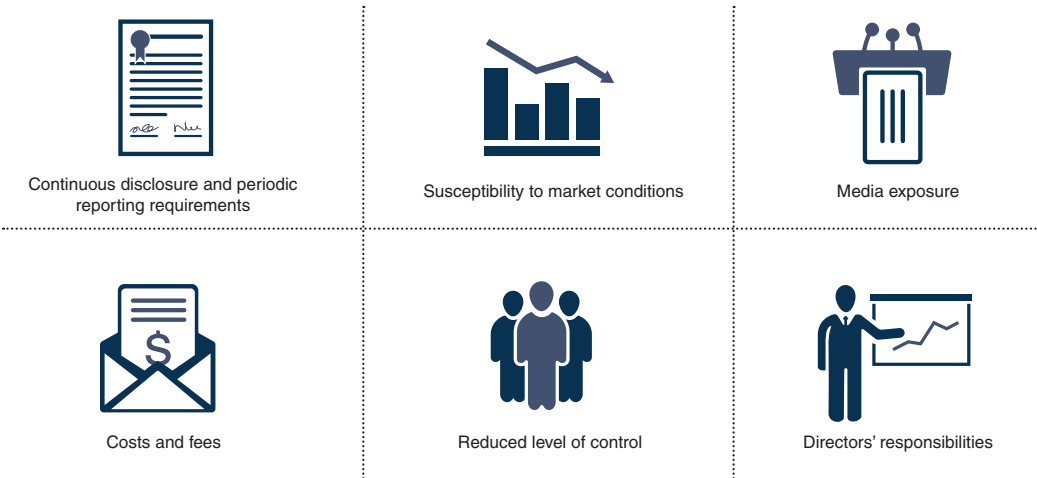 Continuous disclosure and periodic
reporting requirements
Susceptibility to market conditions
Media exposure
$
Costs and fees
Reduced level of control
Directors' responsibilities